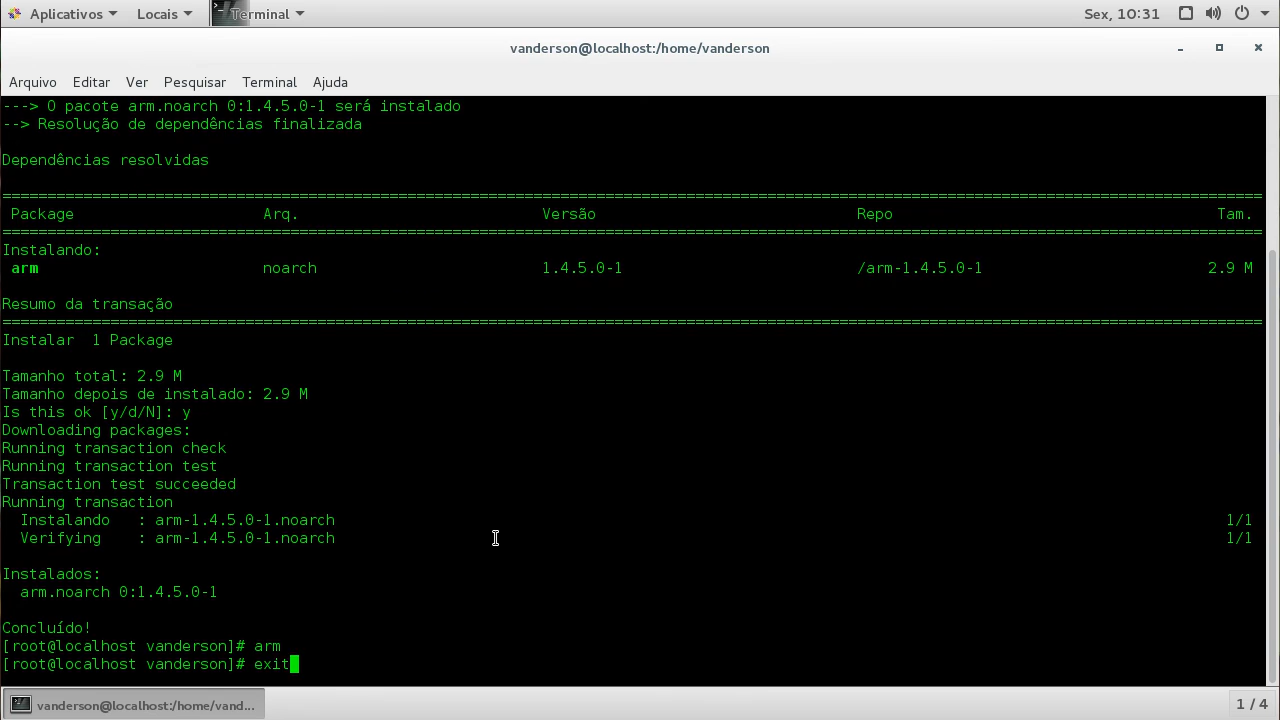 Aplicativos Locais Terminal Sex, 10:31
vanderson@localhost:/home/vanderson
Arquivo Editar Ver Pesquisar Terminal Ajuda
---> O pacote arm.noarch 0:1.4.5.0-1 será instalado
--> Resolução de dependências finalizada
Dependências resolvidas
================================================================================
Package Arq. Versão Repo Tam.
================================================================================
Instalando:
arm noarch 1.4.5.0-1 /arm-1.4.5.0-1 2.9 M
Resumo da transação
================================================================================
Instalar 1 Package
Tamanho total: 2.9 M
Tamanho depois de instalado: 2.9 M
Is this ok [y/d/N]: y
Downloading packages:
Running transaction check
Running transaction test
Transaction test succeeded
Running transaction
Instalando : arm-1.4.5.0-1.noarch 1/1
Verifying : arm-1.4.5.0-1.noarch 1/1
Instalados:
arm.noarch 0:1.4.5.0-1
Concluído!
[root@localhost vanderson]# arm
[root@localhost vanderson]# exit
vanderson@localhost:/home/vand... 1 / 4